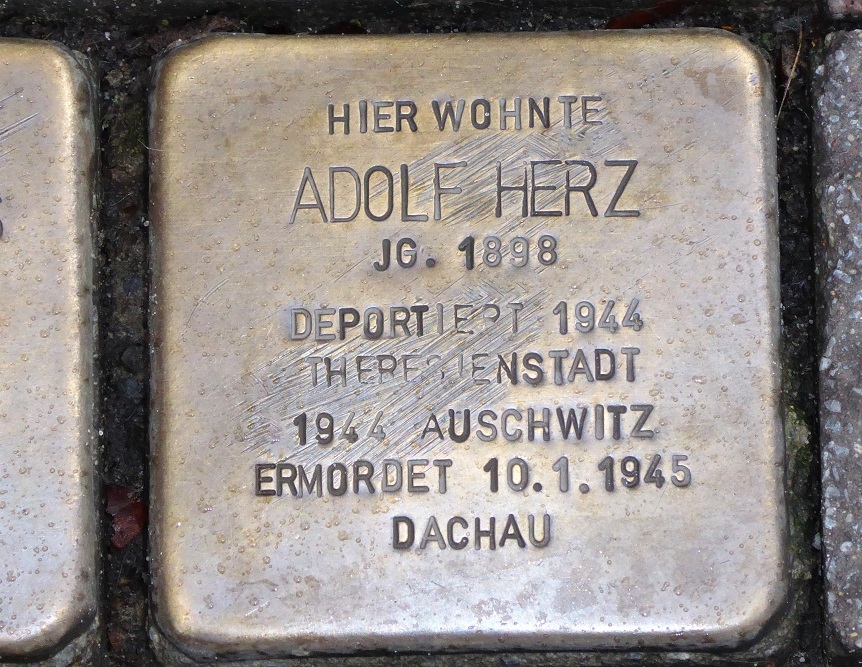 HIER WOHNTE
ADOLF HERZ
JG. 1898
DEPORTIERT 1944
THERESIENSTADT
1944 AUSCHWITZ
ERMORDET 10.1.1945
DACHAU